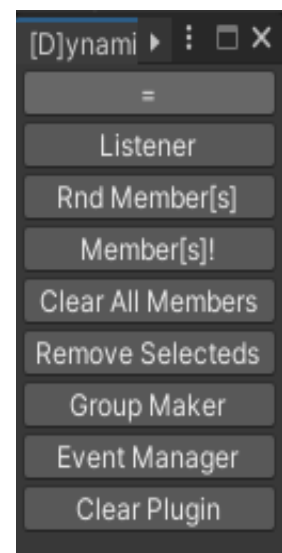 [D]ynami
=
Listener
Rnd Member[s]
Member[s]!
Clear All Members
Remove Selecteds
Group Maker
Event Manager
Clear Plugin